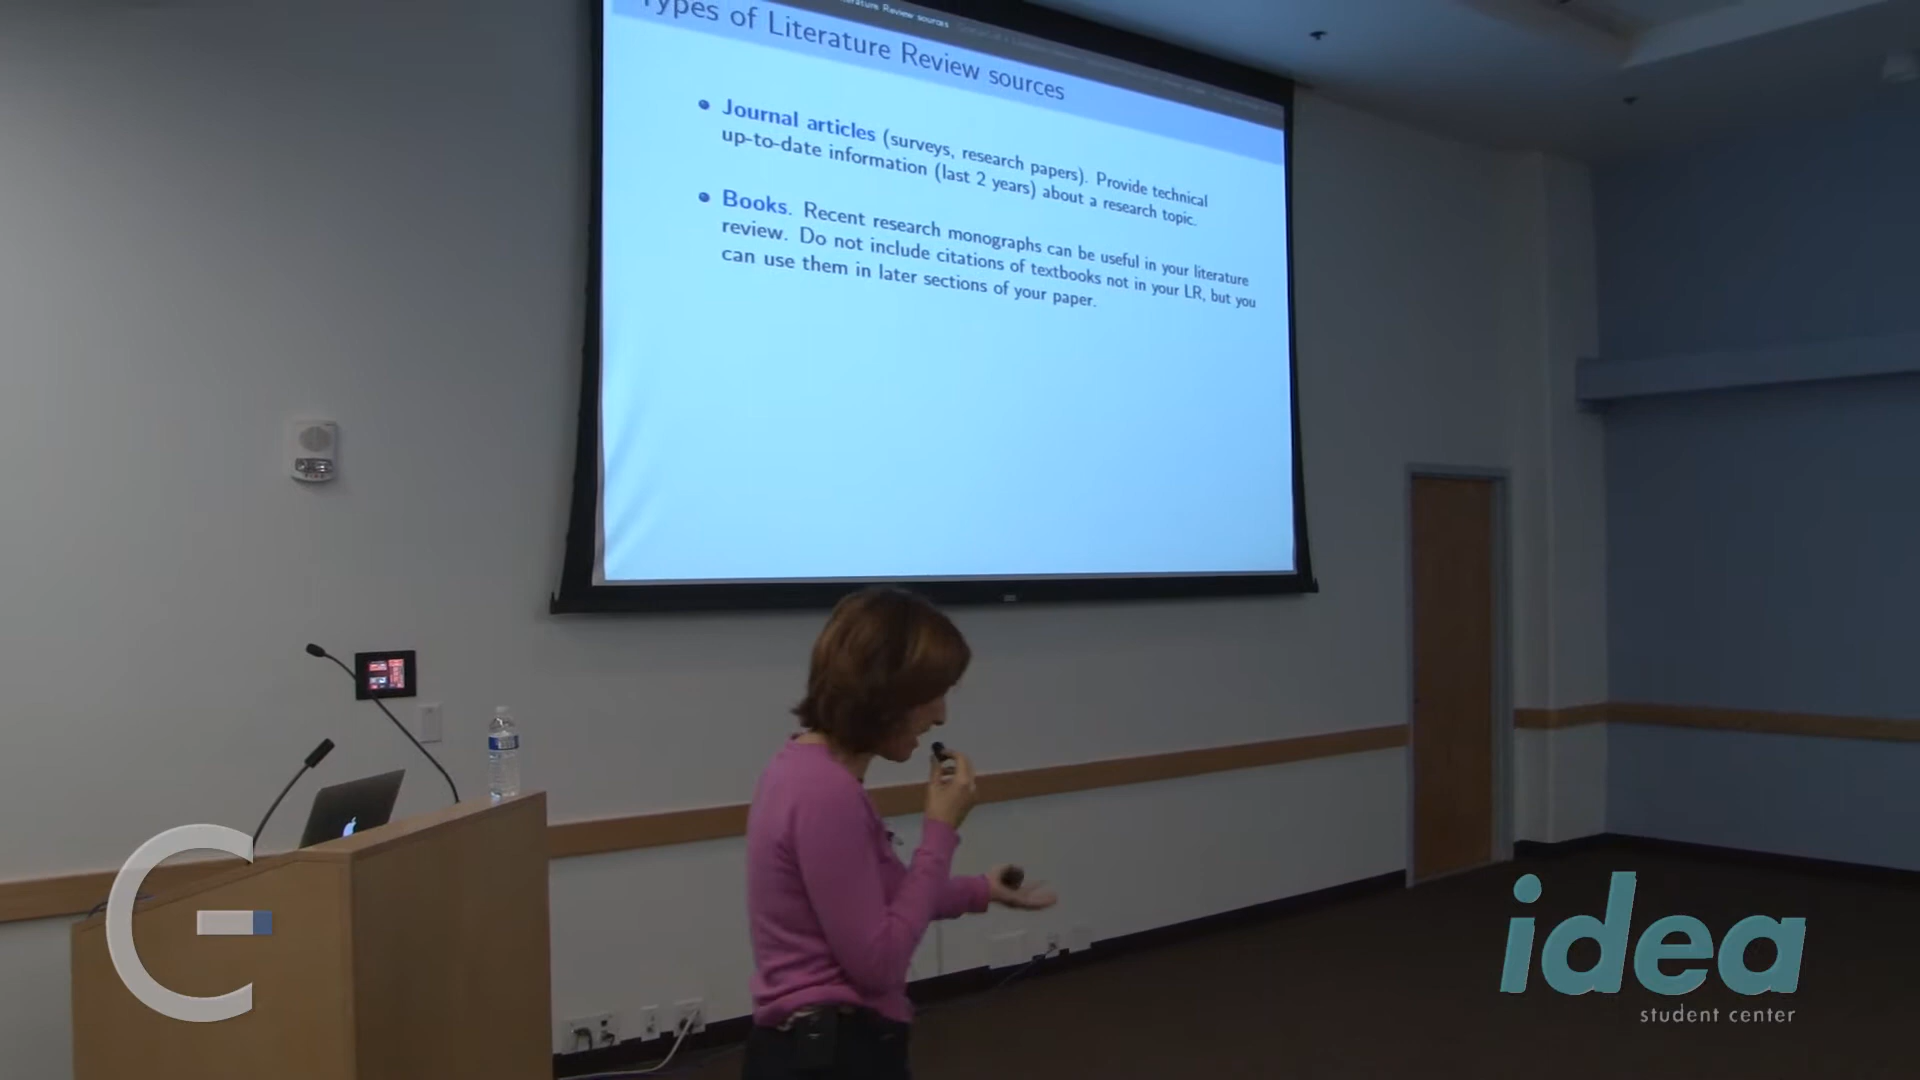 Literature Review sources
Types of Literature Review sources
Journal articles (surveys, research papers). Provide technical
up-to-date information (last 2 years) about a research topic.
Books. Recent research monographs can be useful in your literature
review. Do not include citations of textbooks not in your LR, but you
can use them in later sections of your paper.
idea
student center